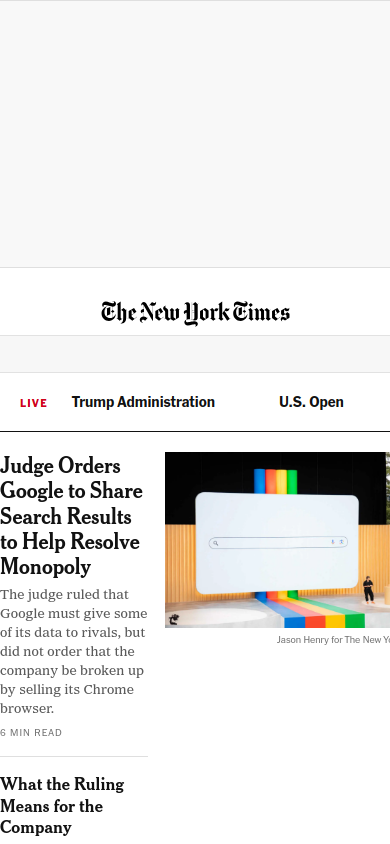 The New York Times
LIVE
Trump Administration
U.S. Open
Judge Orders
Google to Share
Search Results
to Help Resolve
Monopoly
The judge ruled that
Google must give some
of its data to rivals, but
did not order that the
company be broken up
by selling its Chrome
browser.
6 MIN READ
Jason Henry for The New Yo
What the Ruling
Means for the
Company